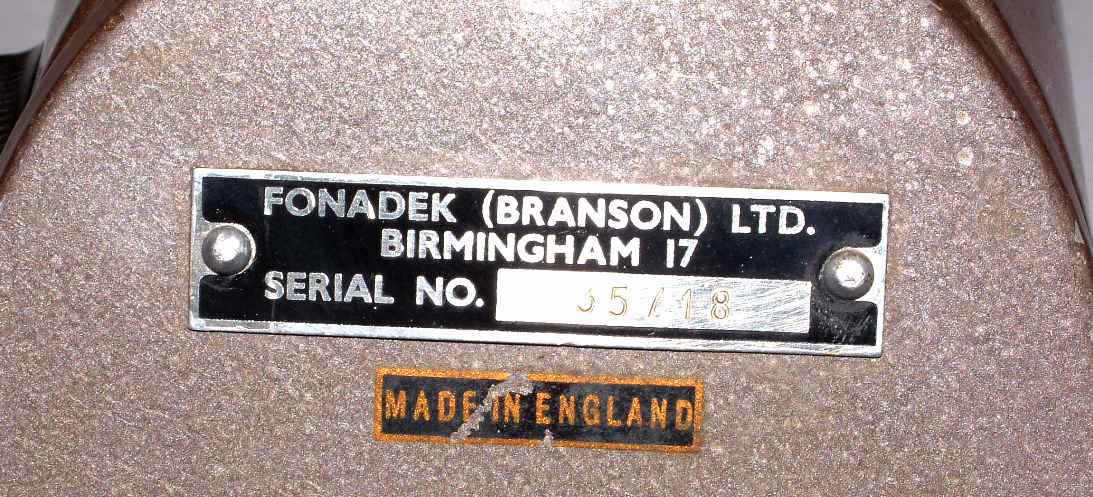 FONADEK (BRANSON) LTD.
BIRMINGHAM 17
SERIAL NO.
MADE IN ENGLAND